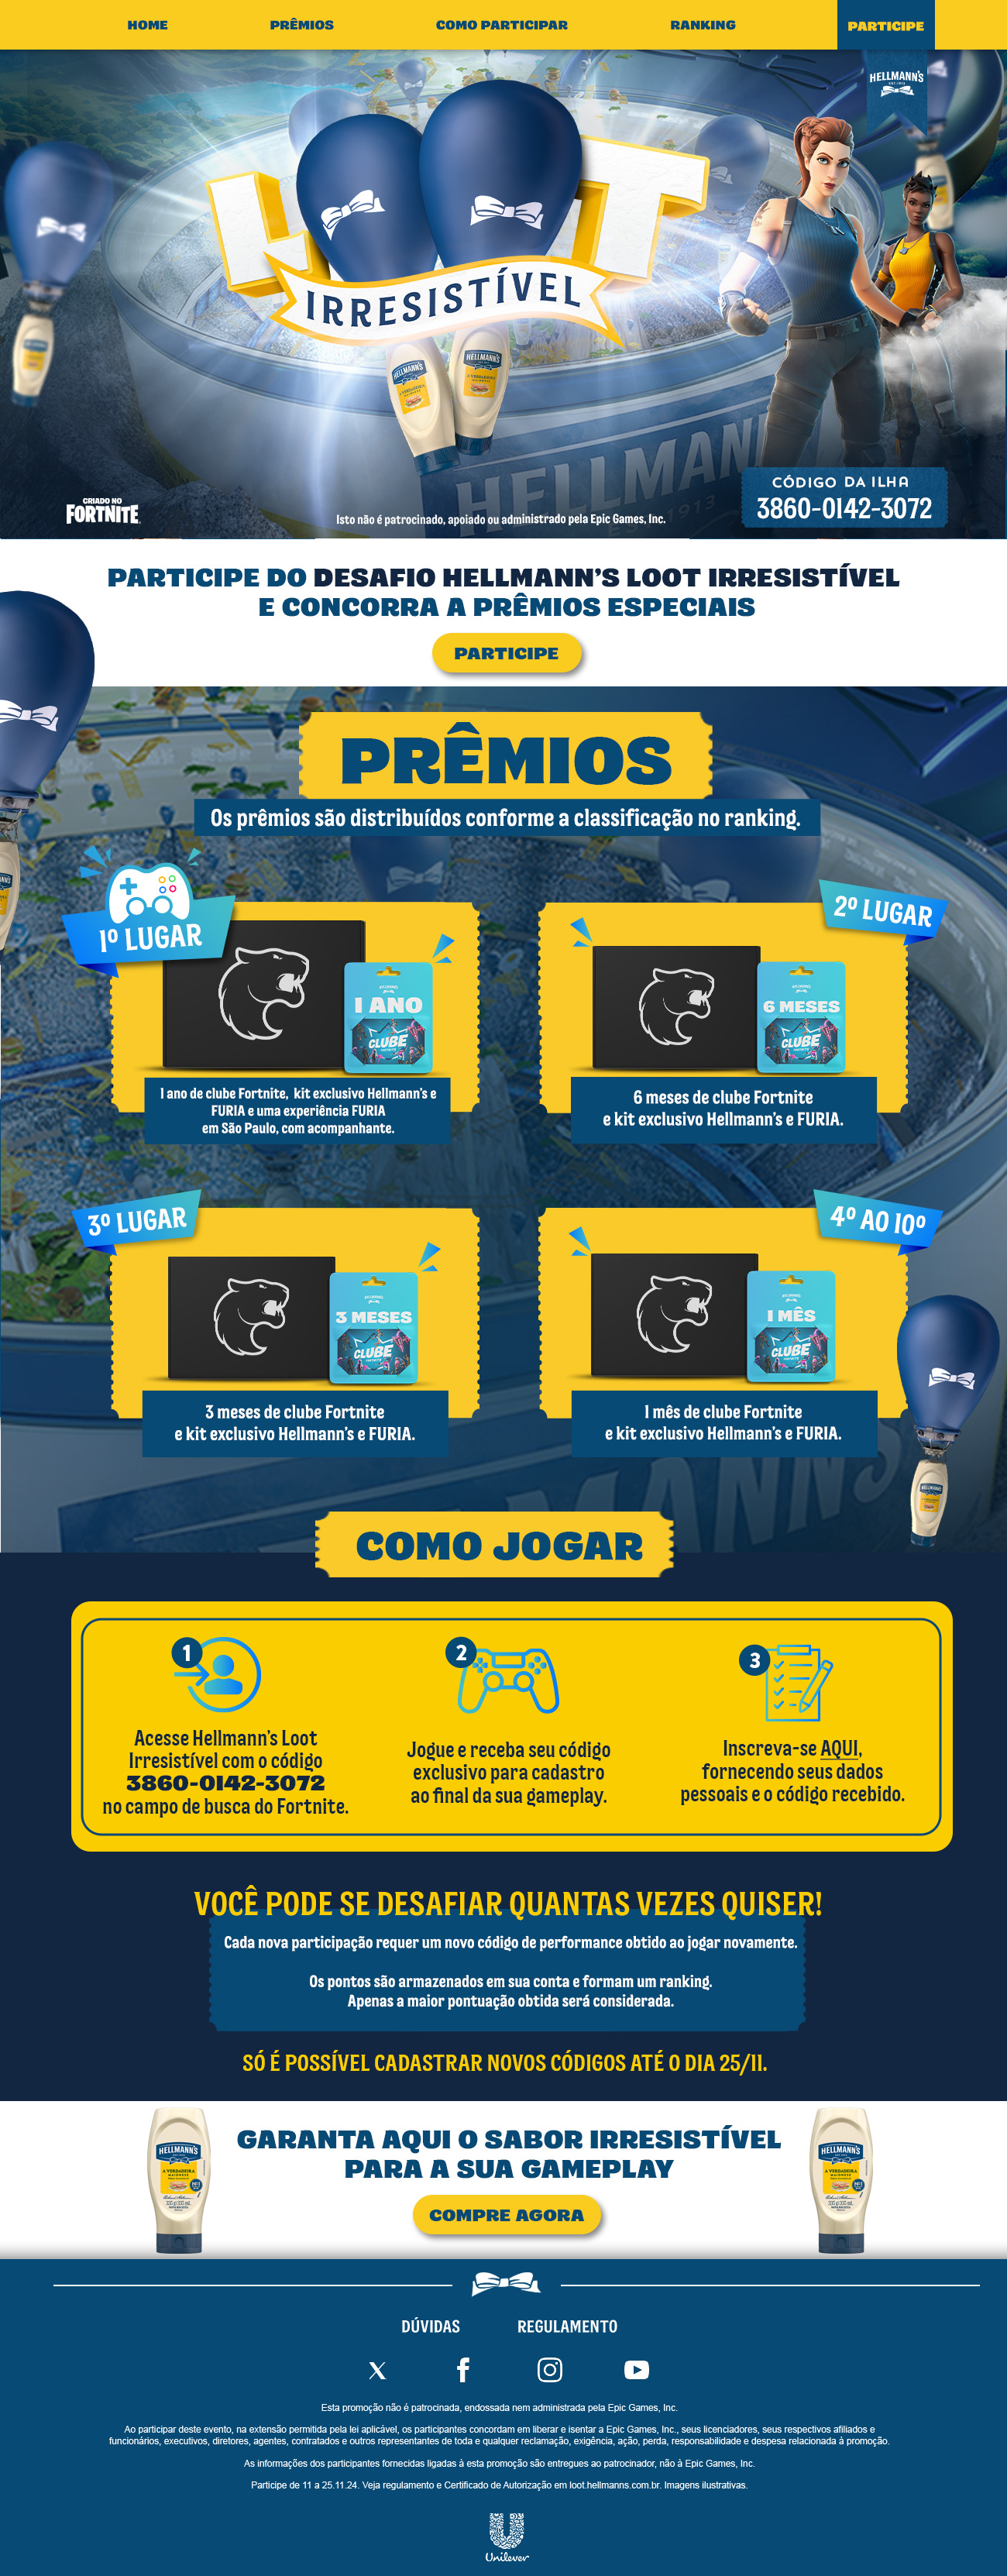 HOME
PRÊMIOS
COMO PARTICIPAR
RANKING
PARTICIPE
HELLMANN'S
LOOT
IRRESISTÍVEL
HELLMANN'S
A VERDADEIRA
MAIONESE
HELLMANN'S
A VERDADEIRA
MAIONESE
HELLMANN'S
1913
CRIADO NO
FORTNITE
Isto não é patrocinado, apoiado ou administrado pela Epic Games, Inc.
CÓDIGO DA ILHA
3860-0142-3072
PARTICIPE DO DESAFIO HELLMANN'S LOOT IRRESISTÍVEL
E CONCORRA A PRÊMIOS ESPECIAIS
PARTICIPE
PRÊMIOS
Os prêmios são distribuídos conforme a classificação no ranking.
1º LUGAR
1 ANO
CLUBE
1 ano de clube Fortnite, kit exclusivo Hellmann's e
FURIA e uma experiência FURIA
em São Paulo, com acompanhante.
2º LUGAR
6 MESES
CLUBE
6 meses de clube Fortnite
e kit exclusivo Hellmann's e FURIA.
3º LUGAR
3 MESES
CLUBE
3 meses de clube Fortnite
e kit exclusivo Hellmann's e FURIA.
4º AO 10º
1 MÊS
CLUBE
1 mês de clube Fortnite
e kit exclusivo Hellmann's e FURIA.
HELLMANN'S
COMO JOGAR
1
Acesse Hellmann's Loot
Irresistível com o código
3860-0142-3072
no campo de busca do Fortnite.
2
Jogue e receba seu código
exclusivo para cadastro
ao final da sua gameplay.
3
Inscreva-se AQUI,
fornecendo seus dados
pessoais e o código recebido.
VOCÊ PODE SE DESAFIAR QUANTAS VEZES QUISER!
Cada nova participação requer um novo código de performance obtido ao jogar novamente.
Os pontos são armazenados em sua conta e formam um ranking.
Apenas a maior pontuação obtida será considerada.
SÓ É POSSÍVEL CADASTRAR NOVOS CÓDIGOS ATÉ O DIA 25/11.
HELLMANN'S
A VERDADEIRA
MAIONESE
GARANTA AQUI O SABOR IRRESISTÍVEL
PARA A SUA GAMEPLAY
COMPRE AGORA
HELLMANN'S
A VERDADEIRA
MAIONESE
DÚVIDAS
REGULAMENTO
Esta promoção não é patrocinada, endossada nem administrada pela Epic Games, Inc.
Ao participar deste evento, na extensão permitida pela lei aplicável, os participantes concordam em liberar e isentar a Epic Games, Inc., seus licenciadores, seus respectivos afiliados e
funcionários, executivos, diretores, agentes, contratados e outros representantes de toda e qualquer reclamação, exigência, ação, perda, responsabilidade e despesa relacionada à promoção.
As informações dos participantes fornecidas ligadas à esta promoção são entregues ao patrocinador, não à Epic Games, Inc.
Participe de 11 a 25.11.24. Veja regulamento e Certificado de Autorização em loot.hellmanns.com.br. Imagens ilustrativas.
Unilever